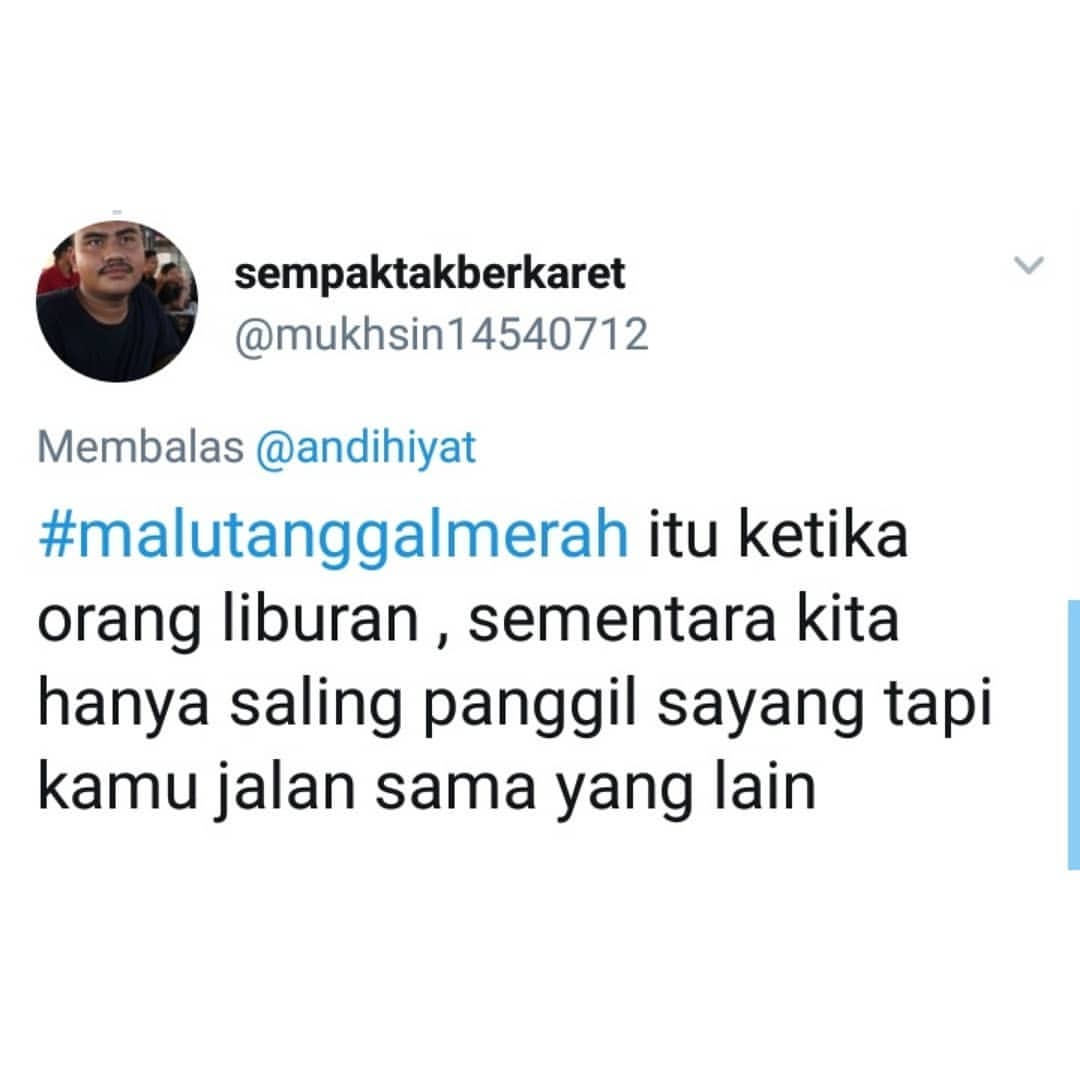 sempaktakberkaret
@mukhsin14540712
Membalas @andihiyat
#malutanggalmerah itu ketika
orang liburan , sementara kita
hanya saling panggil sayang tapi
kamu jalan sama yang lain